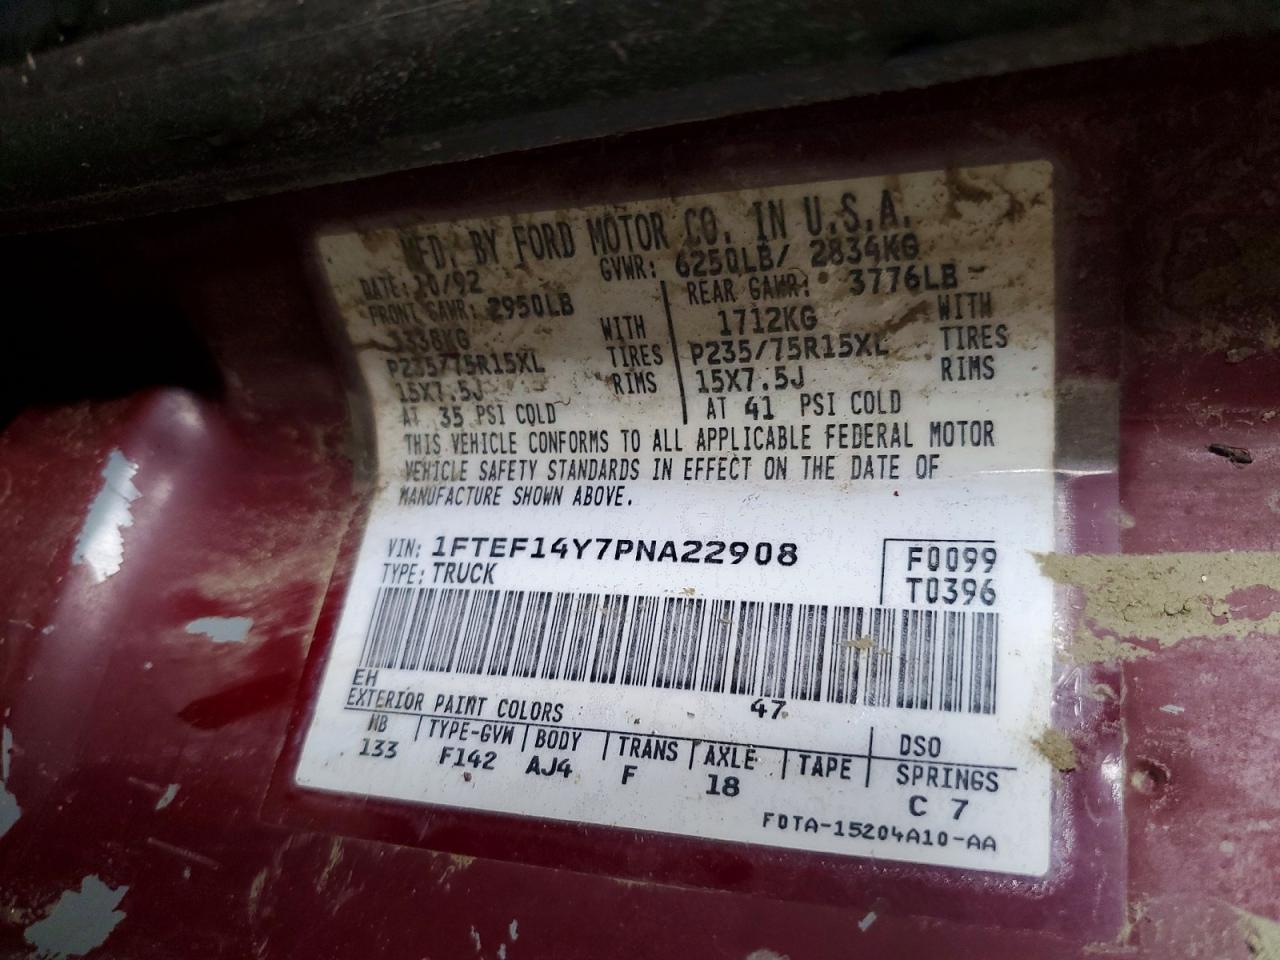 MFD. BY FORD MOTOR CO. IN U.S.A.
DATE: 10/92 GVWR: 6250LB/ 2834KG
FRONT GAWR: 2950LB REAR GAWR: 3776LB
1338KG WITH 1712KG WITH
P235/75R15XL TIRES P235/75R15XL TIRES
15X7.5J RIMS 15X7.5J RIMS
AT 35 PSI COLD AT 41 PSI COLD
THIS VEHICLE CONFORMS TO ALL APPLICABLE FEDERAL MOTOR
VEHICLE SAFETY STANDARDS IN EFFECT ON THE DATE OF
MANUFACTURE SHOWN ABOVE.
VIN: 1FTEF14Y7PNA22908 F0099
TYPE: TRUCK T0396
EH 47
EXTERIOR PAINT COLORS DSO
WB TYPE-GVW BODY TRANS AXLE TAPE SPRINGS
133 F142 AJ4 F 18 C 7
FOTA-15204A10-AA